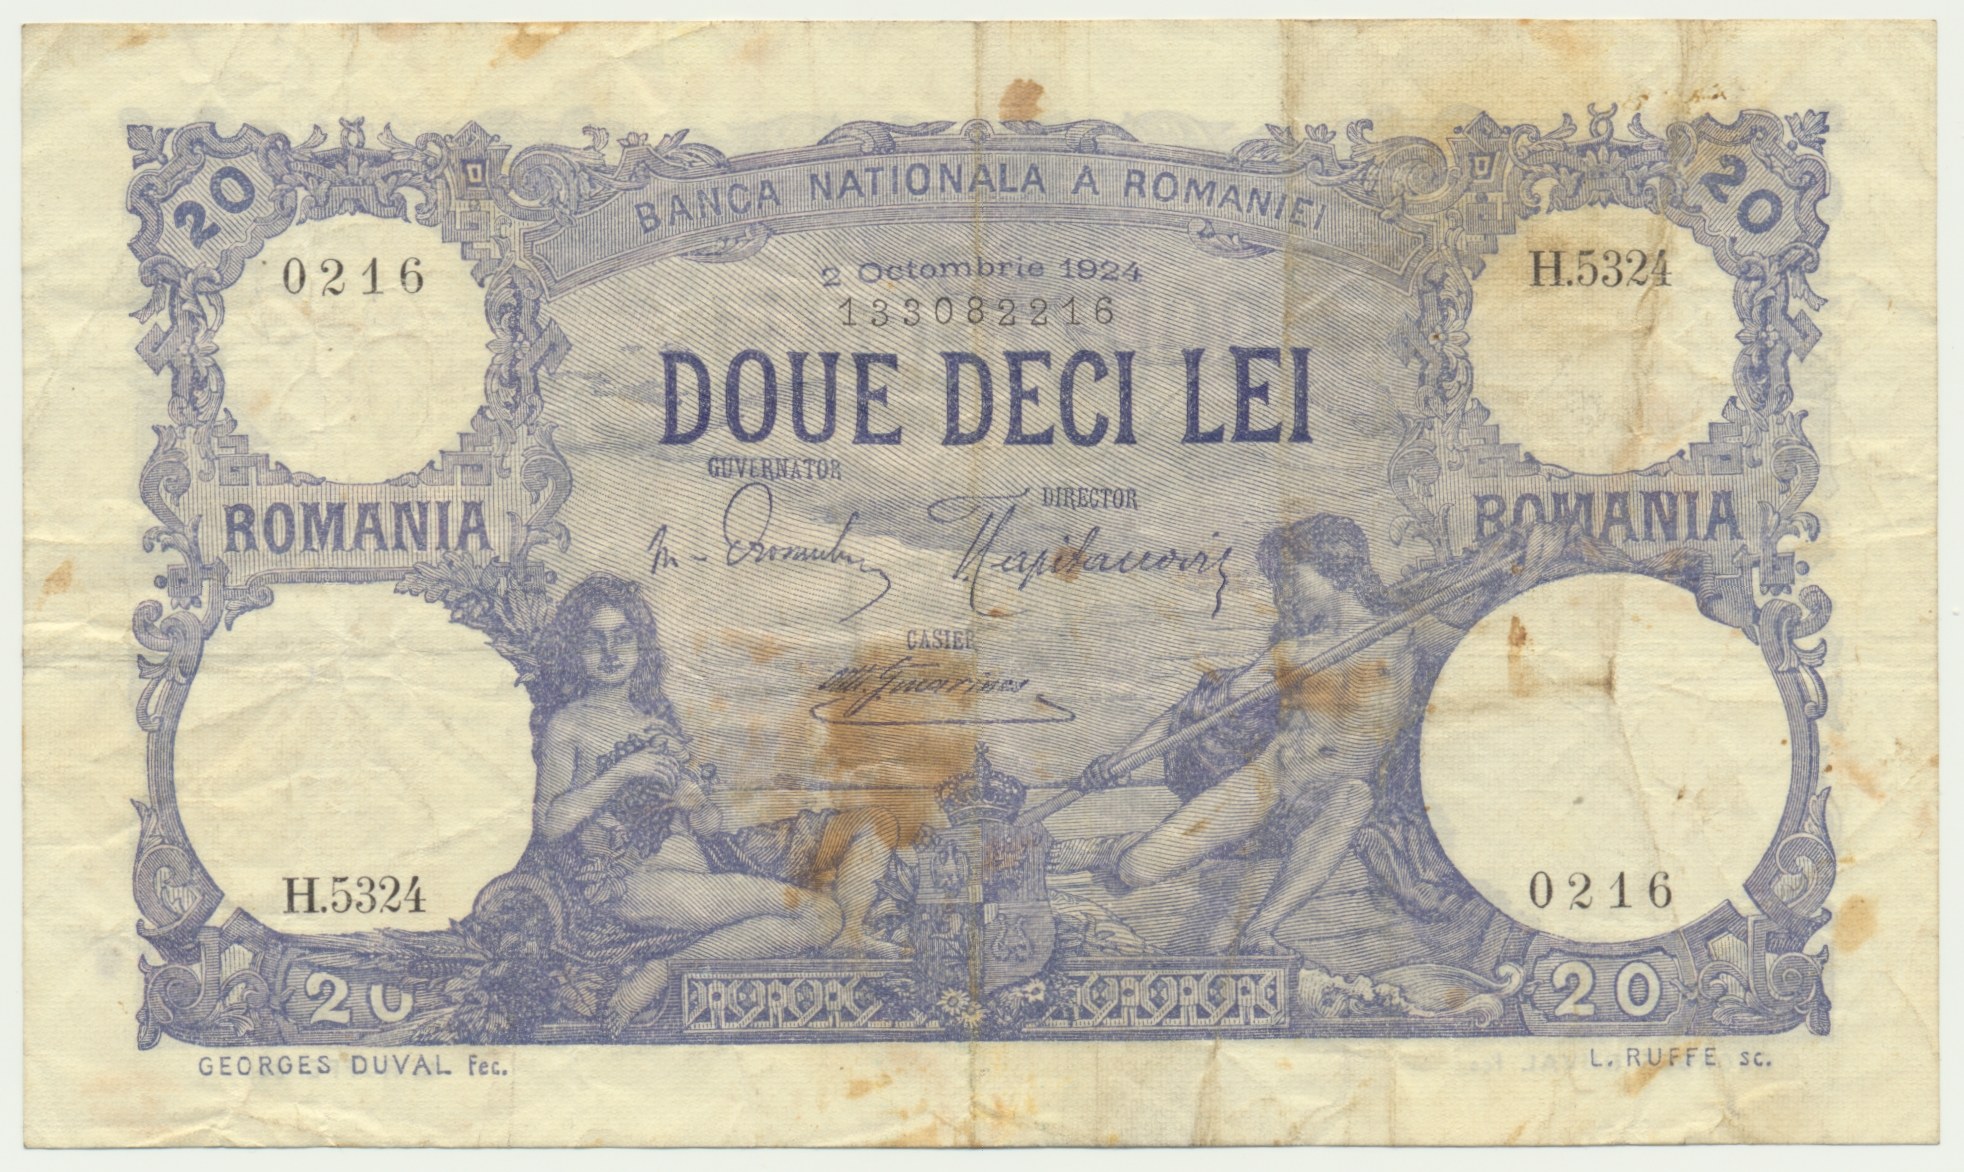 20
20
BANCA NATIONALA A ROMANIEI
0216
2 Octombrie 1924
H.5324
133082216
DOUE DECI LEI
GUVERNATOR
DIRECTOR
ROMANIA
ROMANIA
CASIER
H.5324
0216
20
20
GEORGES DUVAL Fec.
L. RUFFE sc.